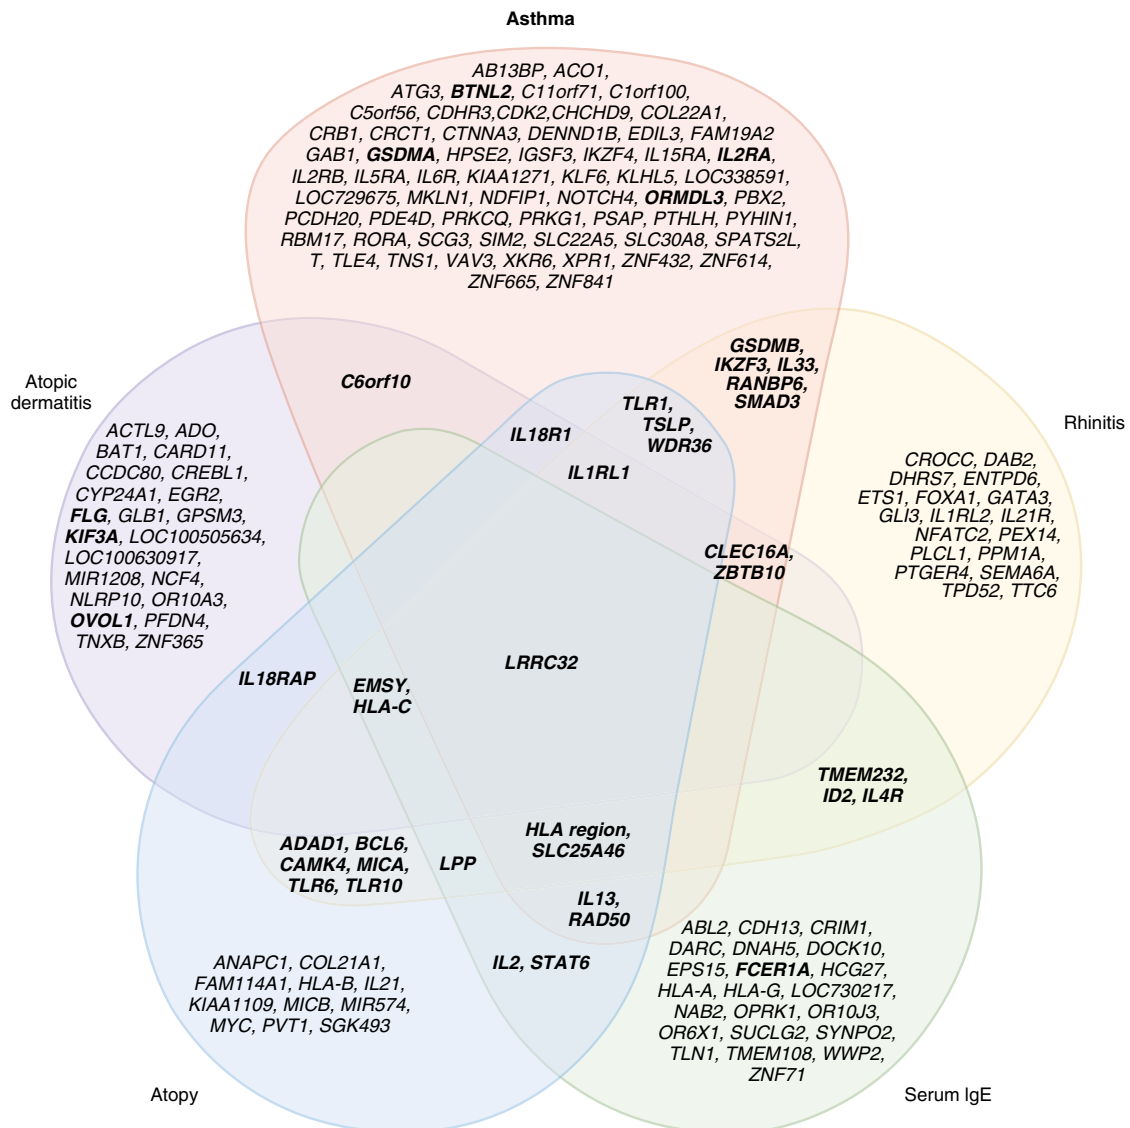 Asthma
AB13BP, ACO1,
ATG3, BTNL2, C11orf71, C1orf100,
C5orf56, CDHR3,CDK2,CHCHD9, COL22A1,
CRB1, CRCT1, CTNNA3, DENND1B, EDIL3, FAM19A2
GAB1, GSDMA, HPSE2, IGSF3, IKZF4, IL15RA, IL2RA,
IL2RB, IL5RA, IL6R, KIAA1271, KLF6, KLHL5, LOC338591,
LOC729675, MKLN1, NDFIP1, NOTCH4, ORMDL3, PBX2,
PCDH20, PDE4D, PRKCQ, PRKG1, PSAP, PTHLH, PYHIN1,
RBM17, RORA, SCG3, SIM2, SLC22A5, SLC30A8, SPATS2L,
T, TLE4, TNS1, VAV3, XKR6, XPR1, ZNF432, ZNF614,
ZNF665, ZNF841
GSDMB,
IKZF3, IL33,
RANBP6,
SMAD3
C6orf10
Atopic
dermatitis
TLR1,
TSLP,
WDR36
IL18R1
IL1RL1
Rhinitis
ACTL9, ADO,
BAT1, CARD11,
CCDC80, CREBL1,
CYP24A1, EGR2,
FLG, GLB1, GPSM3,
KIF3A, LOC100505634,
LOC100630917,
MIR1208, NCF4,
NLRP10, OR10A3,
OVOL1, PFDN4,
TNXB, ZNF365
CROCC, DAB2,
DHRS7, ENTPD6,
ETS1, FOXA1, GATA3,
GLI3, IL1RL2, IL21R,
NFATC2, PEX14,
PLCL1, PPM1A,
PTGER4, SEMA6A,
TPD52, TTC6
CLEC16A,
ZBTB10
LRRC32
IL18RAP
EMSY,
HLA-C
TMEM232,
ID2, IL4R
ADAD1, BCL6,
CAMK4, MICA,
TLR6, TLR10
LPP
HLA region,
SLC25A46
IL13,
RAD50
IL2, STAT6
ANAPC1, COL21A1,
FAM114A1, HLA-B, IL21,
KIAA1109, MICB, MIR574,
MYC, PVT1, SGK493
ABL2, CDH13, CRIM1,
DARC, DNAH5, DOCK10,
EPS15, FCER1A, HCG27,
HLA-A, HLA-G, LOC730217,
NAB2, OPRK1, OR10J3,
OR6X1, SUCLG2, SYNPO2,
TLN1, TMEM108, WWP2,
ZNF71
Atopy
Serum IgE